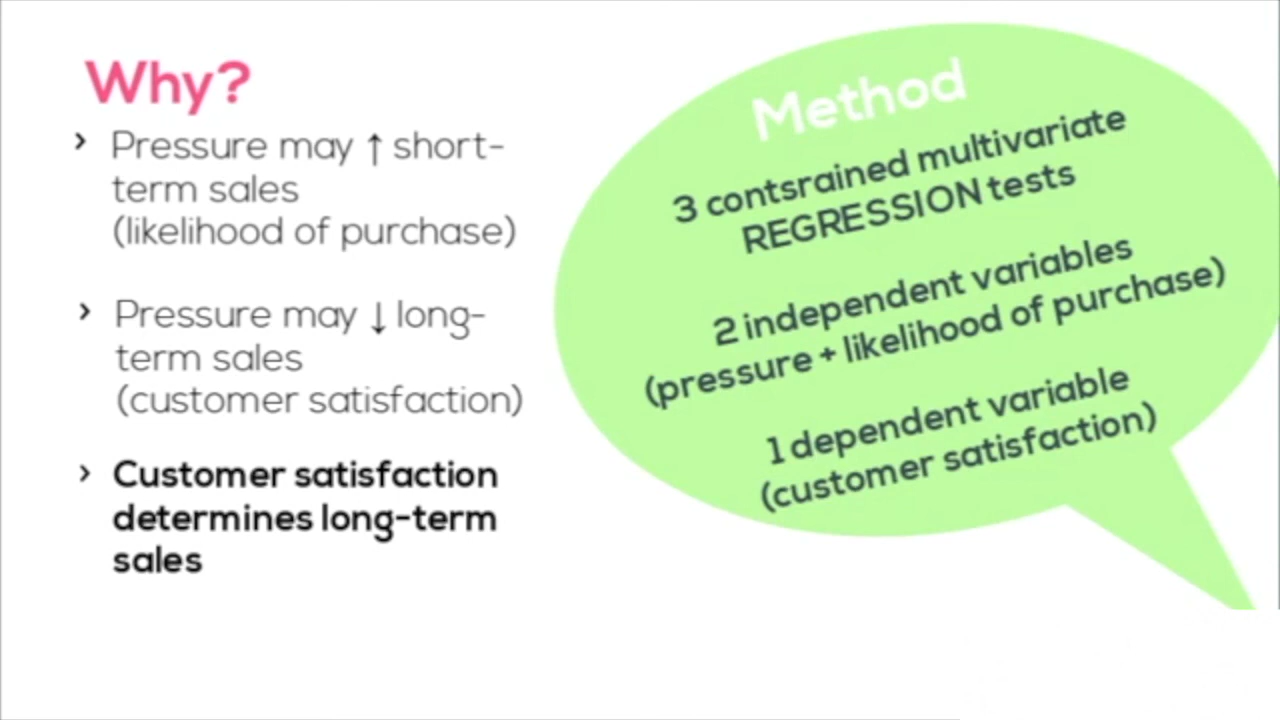 Why?
› Pressure may ↑ short-
term sales
(likelihood of purchase)
› Pressure may ↓ long-
term sales
(customer satisfaction)
› Customer satisfaction
determines long-term
sales
Method
3 contsrained multivariate
REGRESSION tests
2 independent variables
(pressure + likelihood of purchase)
1 dependent variable
(customer satisfaction)